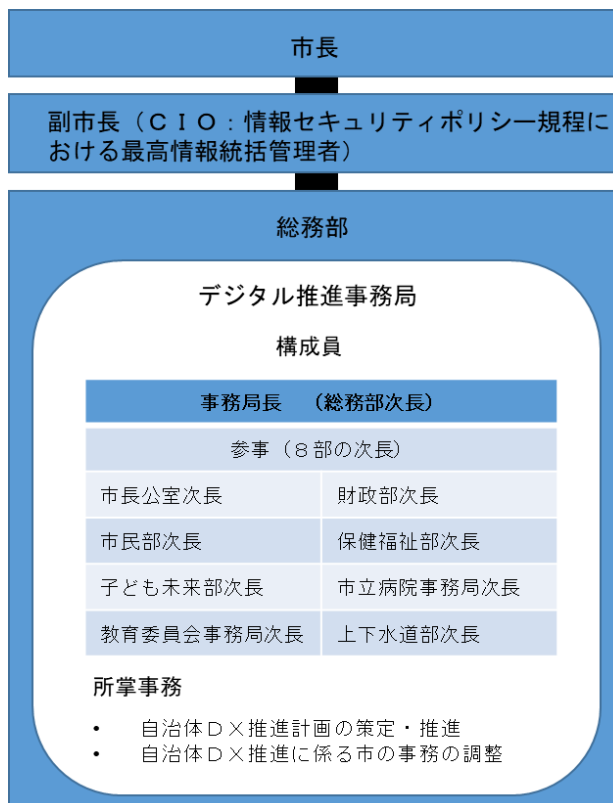 市長
副市長（ＣＩＯ：情報セキュリティポリシー規程に
おける最高情報統括管理者）
総務部
デジタル推進事務局
構成員
事務局長　（総務部次長）
参事（８部の次長）
市長公室次長　財政部次長
市民部次長　保健福祉部次長
子ども未来部次長　市立病院事務局次長
教育委員会事務局次長　上下水道部次長
所掌事務
•　自治体ＤＸ推進計画の策定・推進
•　自治体ＤＸ推進に係る市の事務の調整